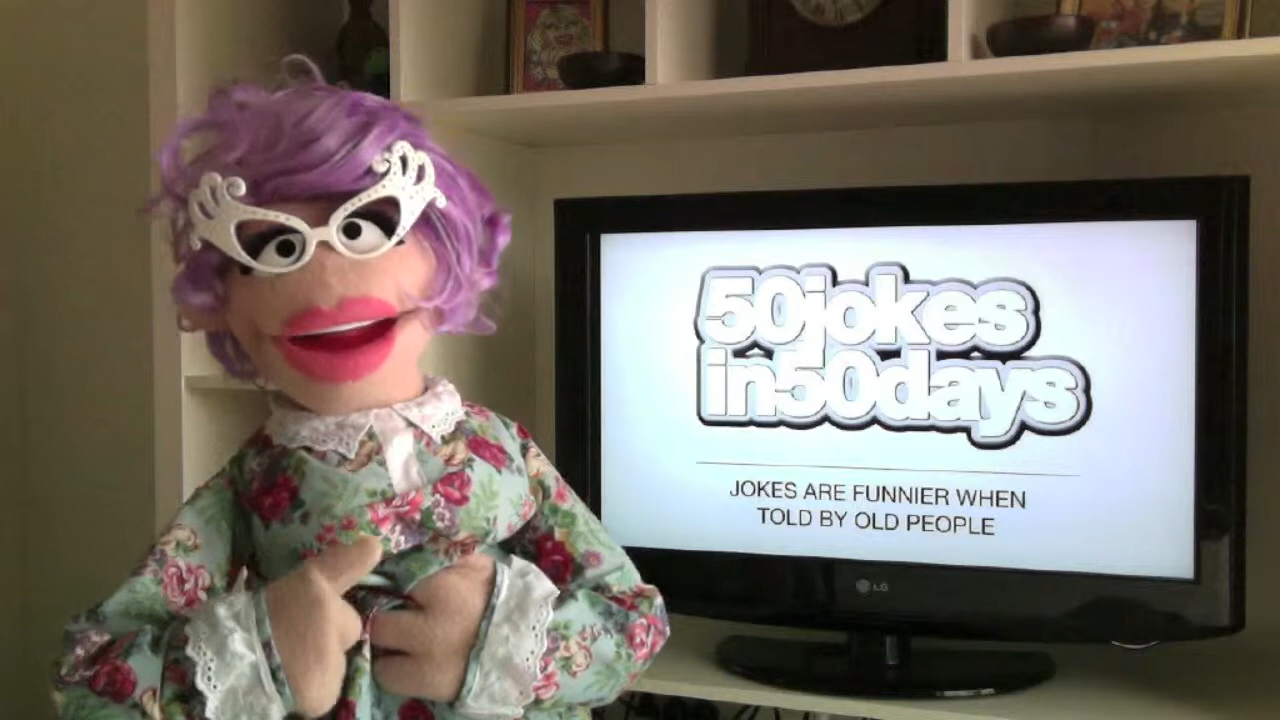 50jokes
in50days
JOKES ARE FUNNIER WHEN
TOLD BY OLD PEOPLE
LG